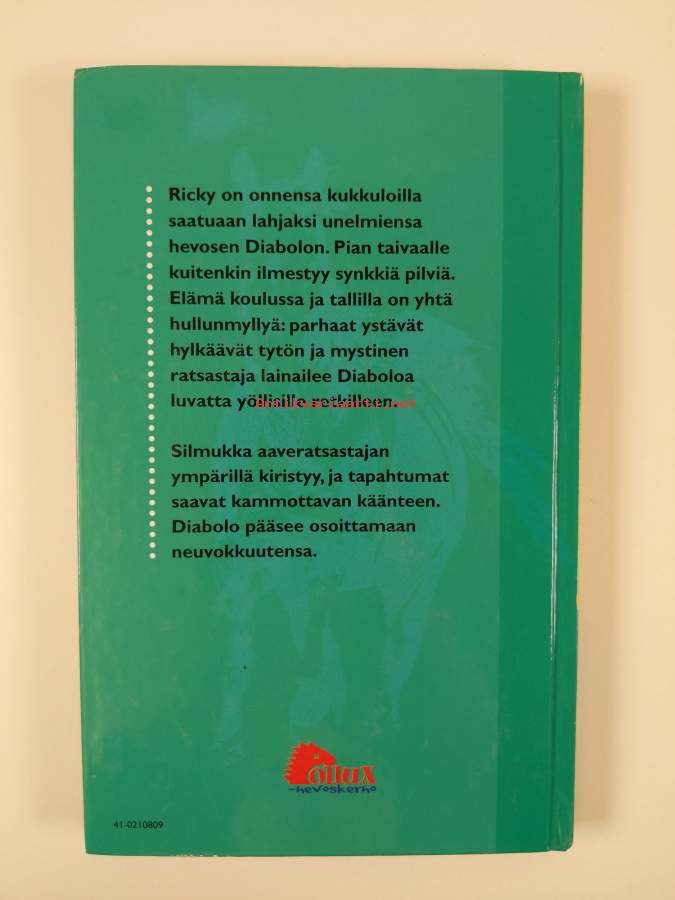 Ricky on onnensa kukkuloilla
saatuaan lahjaksi unelmiensa
hevosen Diabolon. Pian taivaalle
kuitenkin ilmestyy synkkiä pilviä.
Elämä koulussa ja tallilla on yhtä
hullunmyllyä: parhaat ystävät
hylkäävät tytön ja mystinen
ratsastaja lainailee Diaboloa
luvatta yöllisille retkilleen.
Antikvariaatti.net
Silmukka aaveratsastajan
ympärillä kiristyy, ja tapahtumat
saavat kammottavan käänteen.
Diabolo pääsee osoittamaan
neuvokkuutensa.
Pollux
-hevoskerho
41-0210809